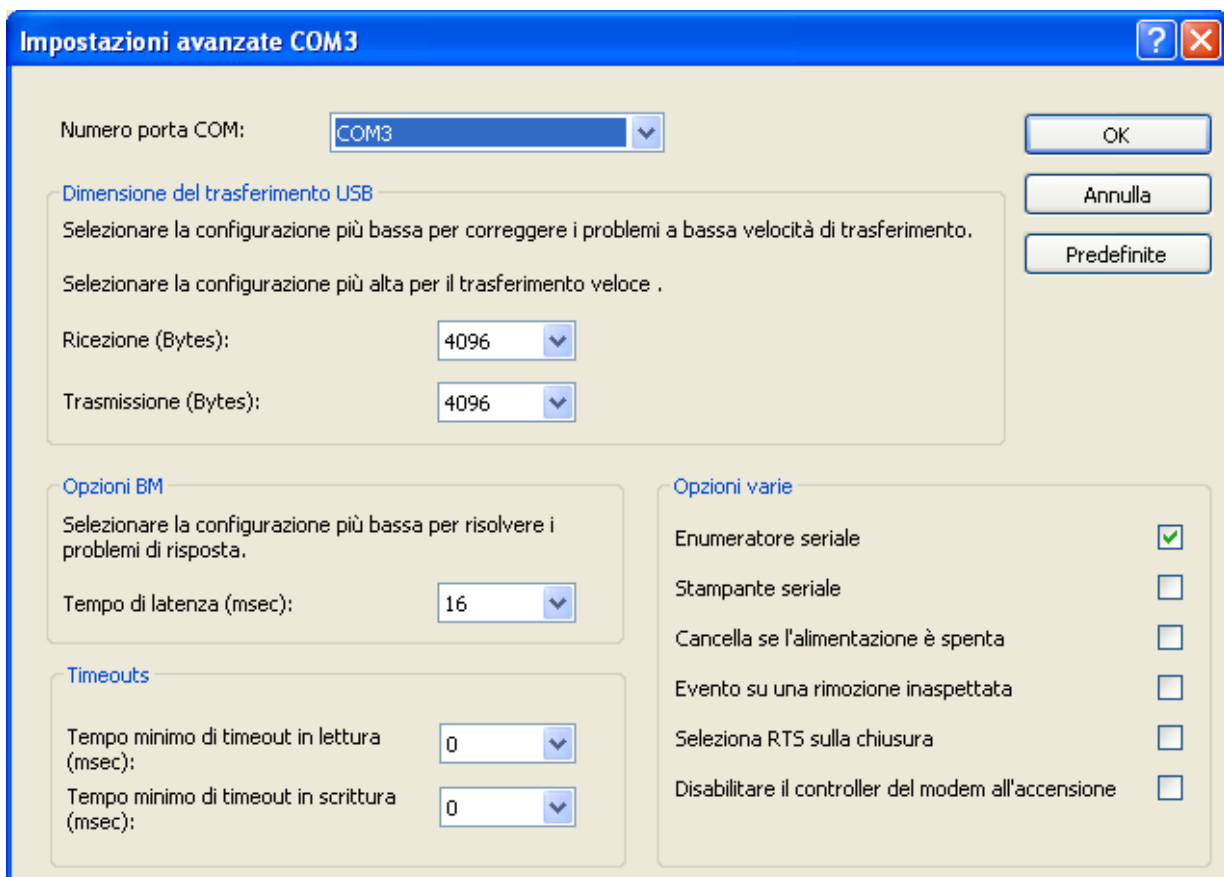 Impostazioni avanzate COM3
Numero porta COM:
COM3
OK
Annulla
Predefinite
Dimensione del trasferimento USB
Selezionare la configurazione più bassa per correggere i problemi a bassa velocità di trasferimento.
Selezionare la configurazione più alta per il trasferimento veloce .
Ricezione (Bytes):
4096
Trasmissione (Bytes):
4096
Opzioni BM
Selezionare la configurazione più bassa per risolvere i
problemi di risposta.
Tempo di latenza (msec):
16
Timeouts
Tempo minimo di timeout in lettura
(msec):
0
Tempo minimo di timeout in scrittura
(msec):
0
Opzioni varie
Enumeratore seriale
Stampante seriale
Cancella se l'alimentazione è spenta
Evento su una rimozione inaspettata
Seleziona RTS sulla chiusura
Disabilitare il controller del modem all'accensione